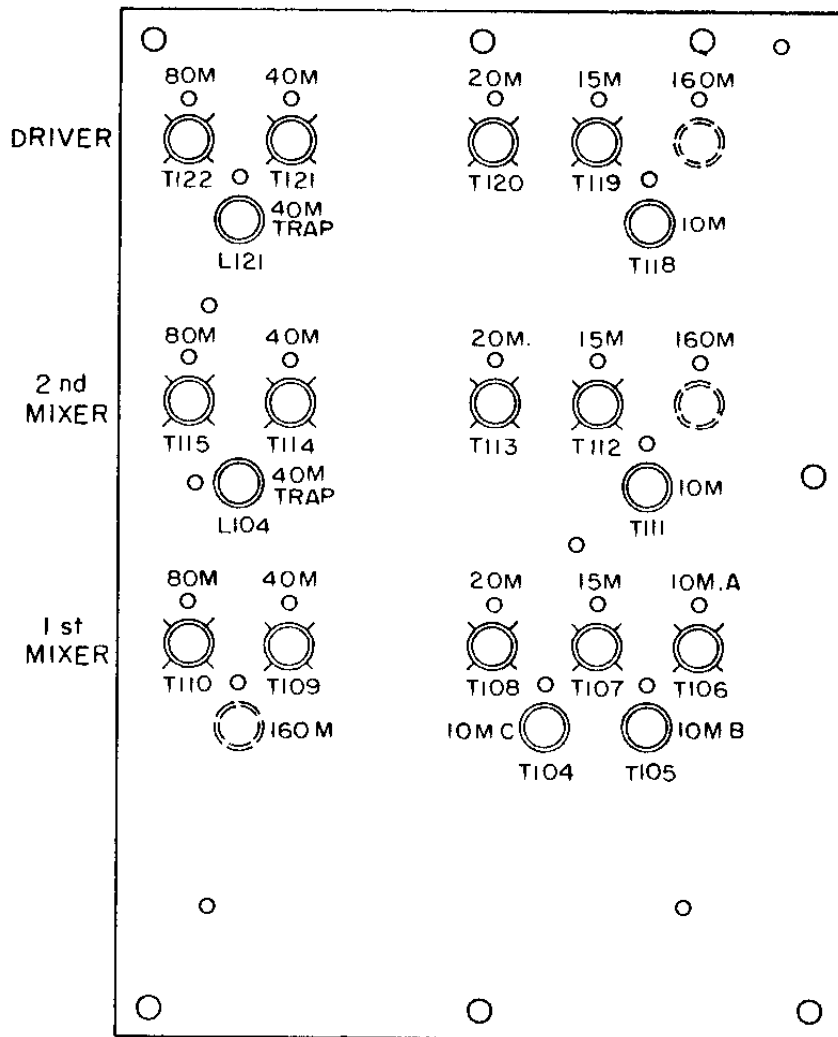 80M 40M 20M 15M 160M
DRIVER
T122 T121 T120 T119
40M
TRAP
10M
L121 T118
80M 40M 20M. 15M 160M
2nd
MIXER
T115 T114 T113 T112
40M
TRAP
10M
L104 T111
80M 40M 20M 15M 10M.A
1st
MIXER
T110 T109 T108 T107 T106
160M 10M C 10M B
T104 T105